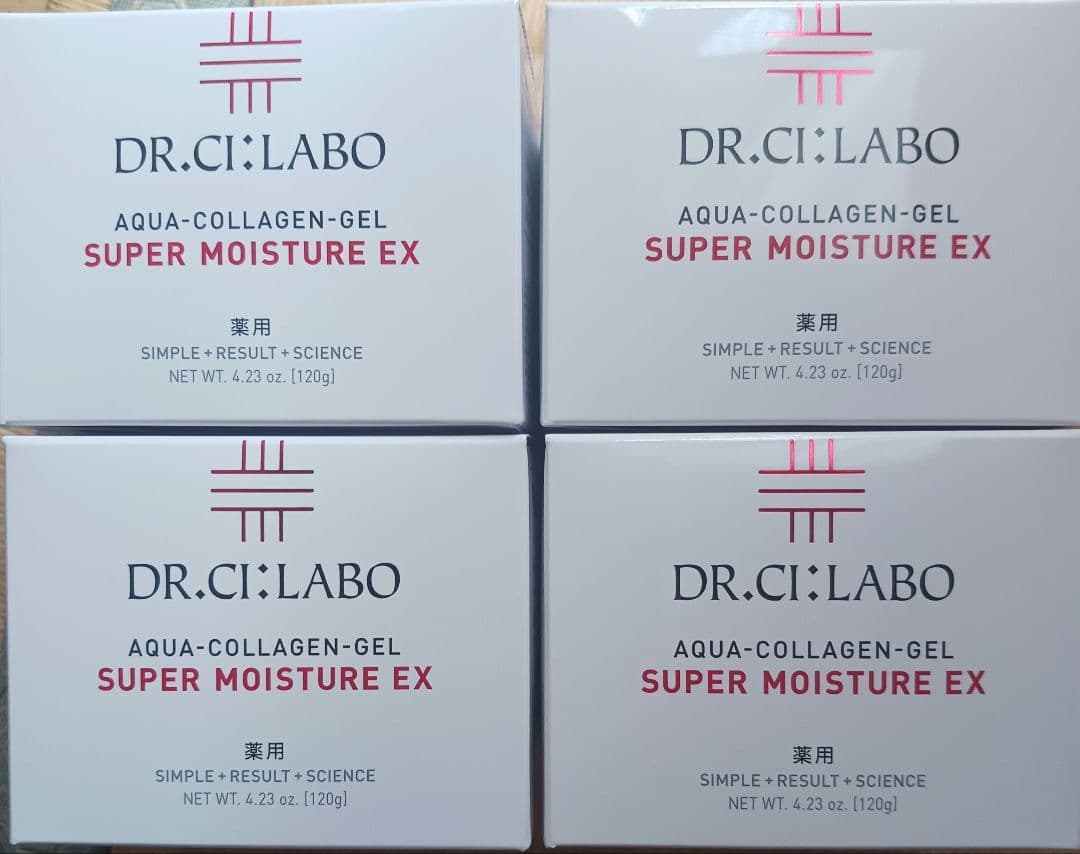 DR.CI:LABO
AQUA-COLLAGEN-GEL
SUPER MOISTURE EX
薬用
SIMPLE+RESULT+SCIENCE
NET WT. 4.23 oz. [120g]
DR.CI:LABO
AQUA-COLLAGEN-GEL
SUPER MOISTURE EX
薬用
SIMPLE+RESULT+SCIENCE
NET WT. 4.23 oz. [120g]
DR.CI:LABO
AQUA-COLLAGEN-GEL
SUPER MOISTURE EX
薬用
SIMPLE+RESULT+SCIENCE
NET WT. 4.23 oz. [120g]
DR.CI:LABO
AQUA-COLLAGEN-GEL
SUPER MOISTURE EX
薬用
SIMPLE+RESULT+SCIENCE
NET WT. 4.23 oz. [120g]